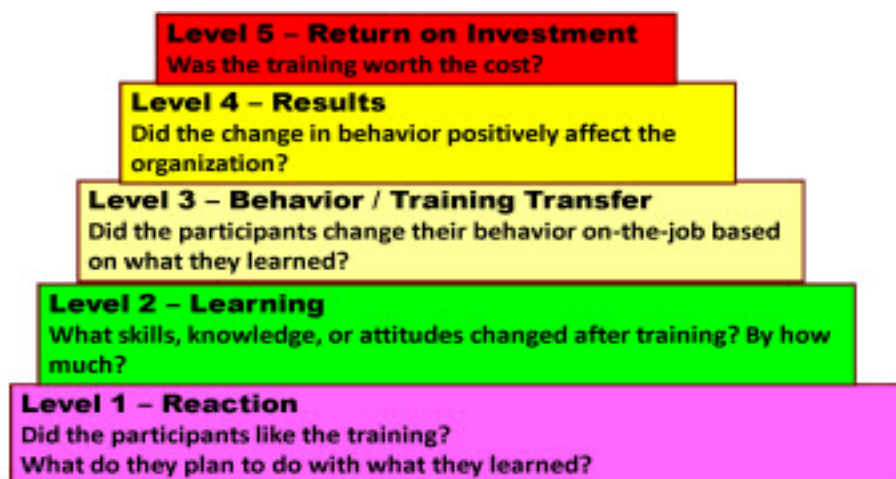 Level 5 – Return on Investment
Was the training worth the cost?
Level 4 – Results
Did the change in behavior positively affect the
organization?
Level 3 – Behavior / Training Transfer
Did the participants change their behavior on-the-job based
on what they learned?
Level 2 – Learning
What skills, knowledge, or attitudes changed after training? By how
much?
Level 1 – Reaction
Did the participants like the training?
What do they plan to do with what they learned?